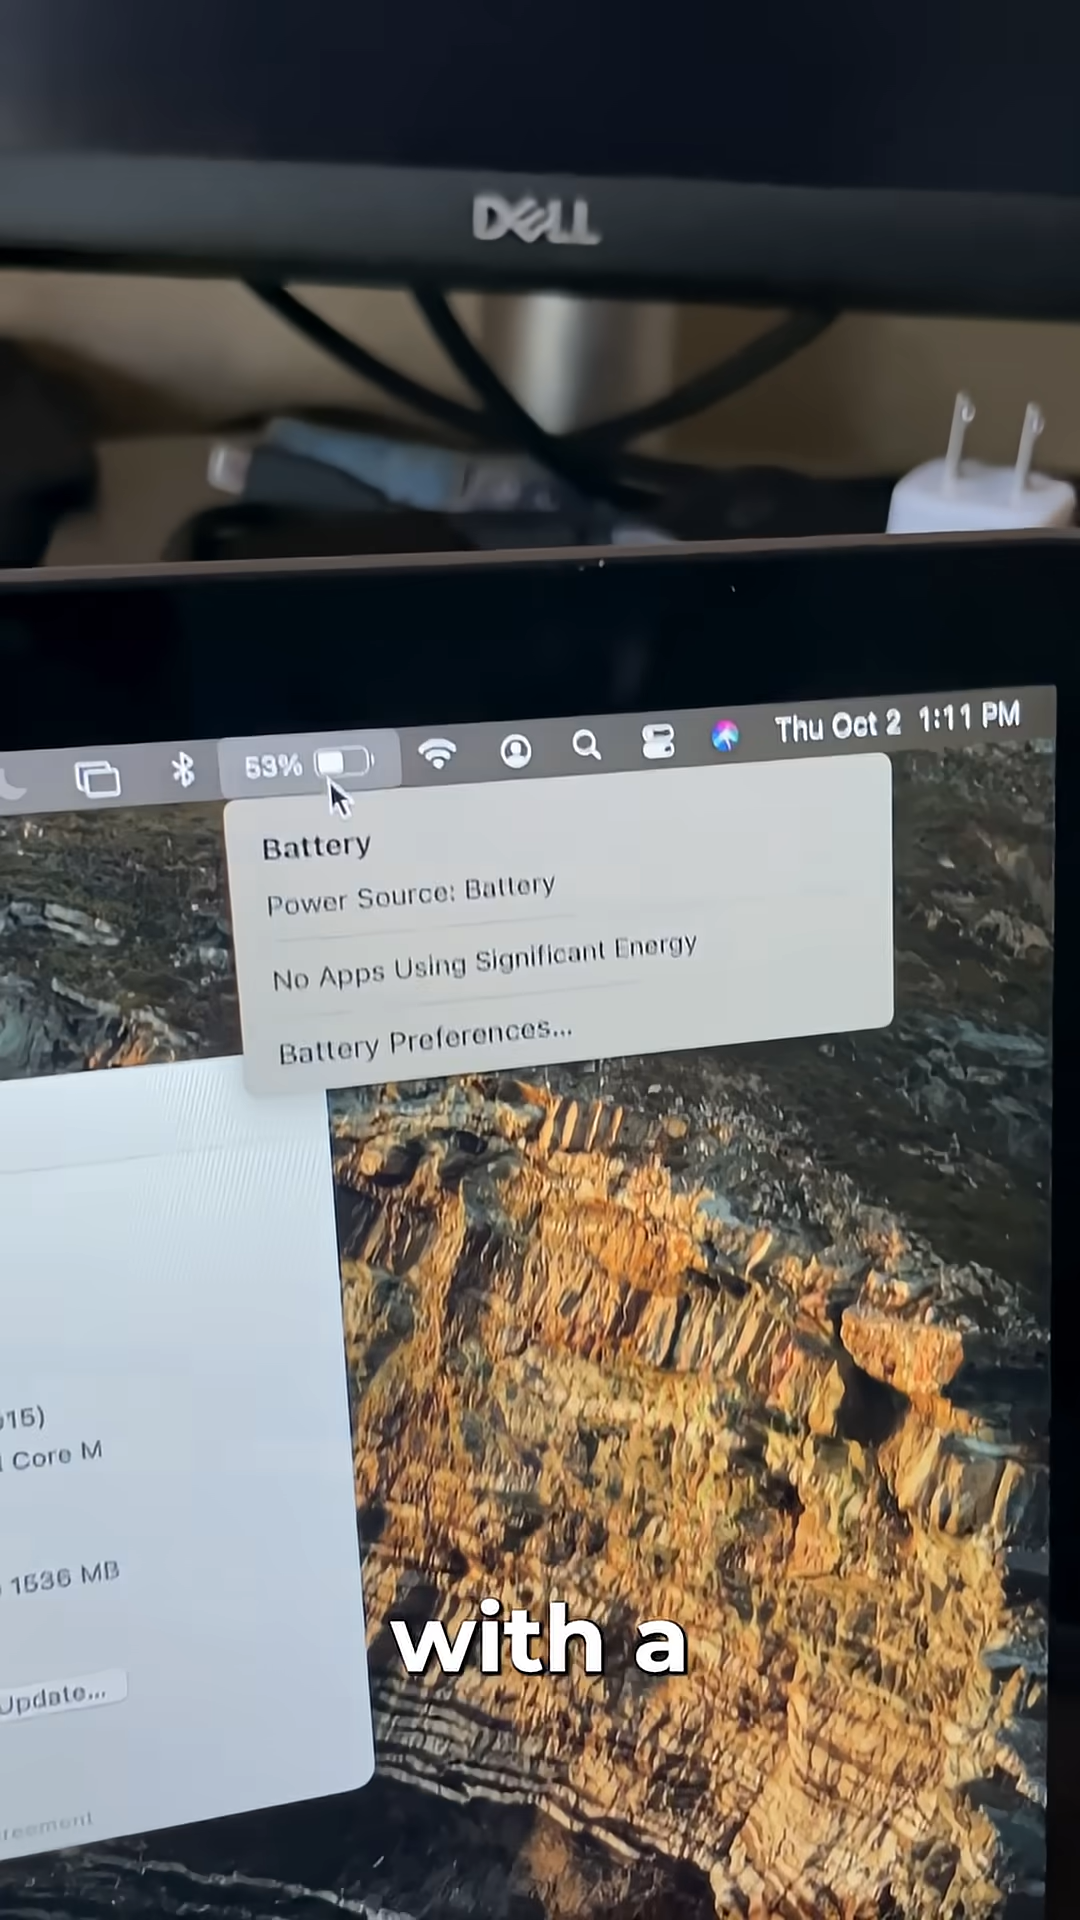 DELL
53%
Thu Oct 2 1:11 PM
Battery
Power Source: Battery
No Apps Using Significant Energy
Battery Preferences...
Core M
1536 MB
Update...
with a